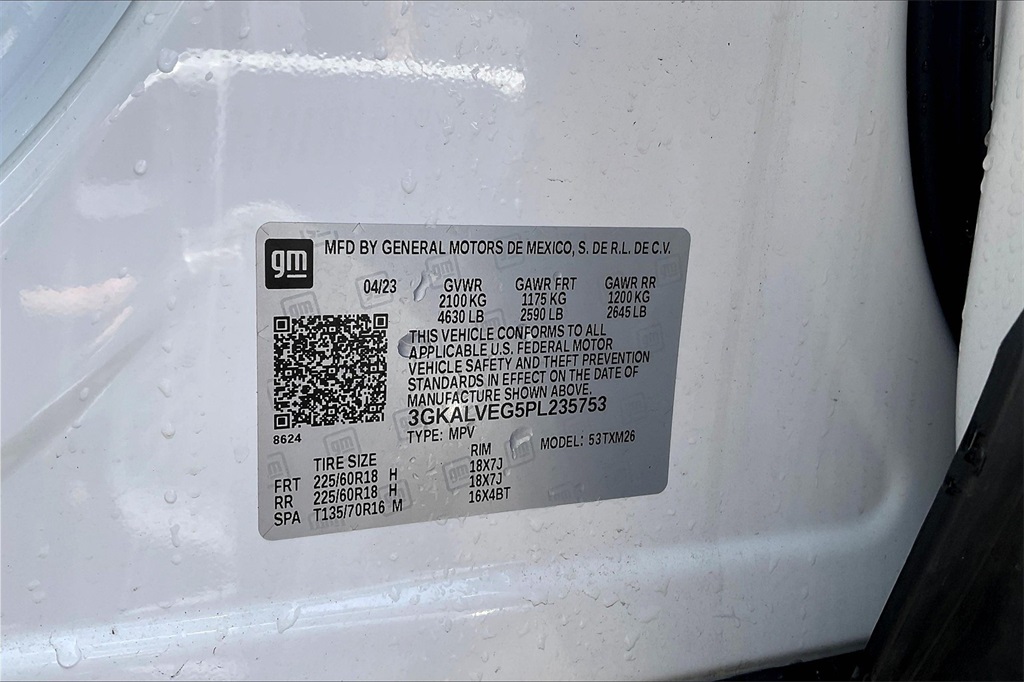 gm MFD BY GENERAL MOTORS DE MEXICO, S. DE R.L. DE C.V.
04/23 GVWR GAWR FRT GAWR RR
2100 KG 1175 KG 1200 KG
4630 LB 2590 LB 2645 LB
THIS VEHICLE CONFORMS TO ALL
APPLICABLE U.S. FEDERAL MOTOR
VEHICLE SAFETY AND THEFT PREVENTION
STANDARDS IN EFFECT ON THE DATE OF
MANUFACTURE SHOWN ABOVE.
3GKALVEG5PL235753
8624
TYPE: MPV MODEL: 53TXM26
TIRE SIZE RIM
FRT 225/60R18 H 18X7J
RR 225/60R18 H 18X7J
SPA T135/70R16 M 16X4BT